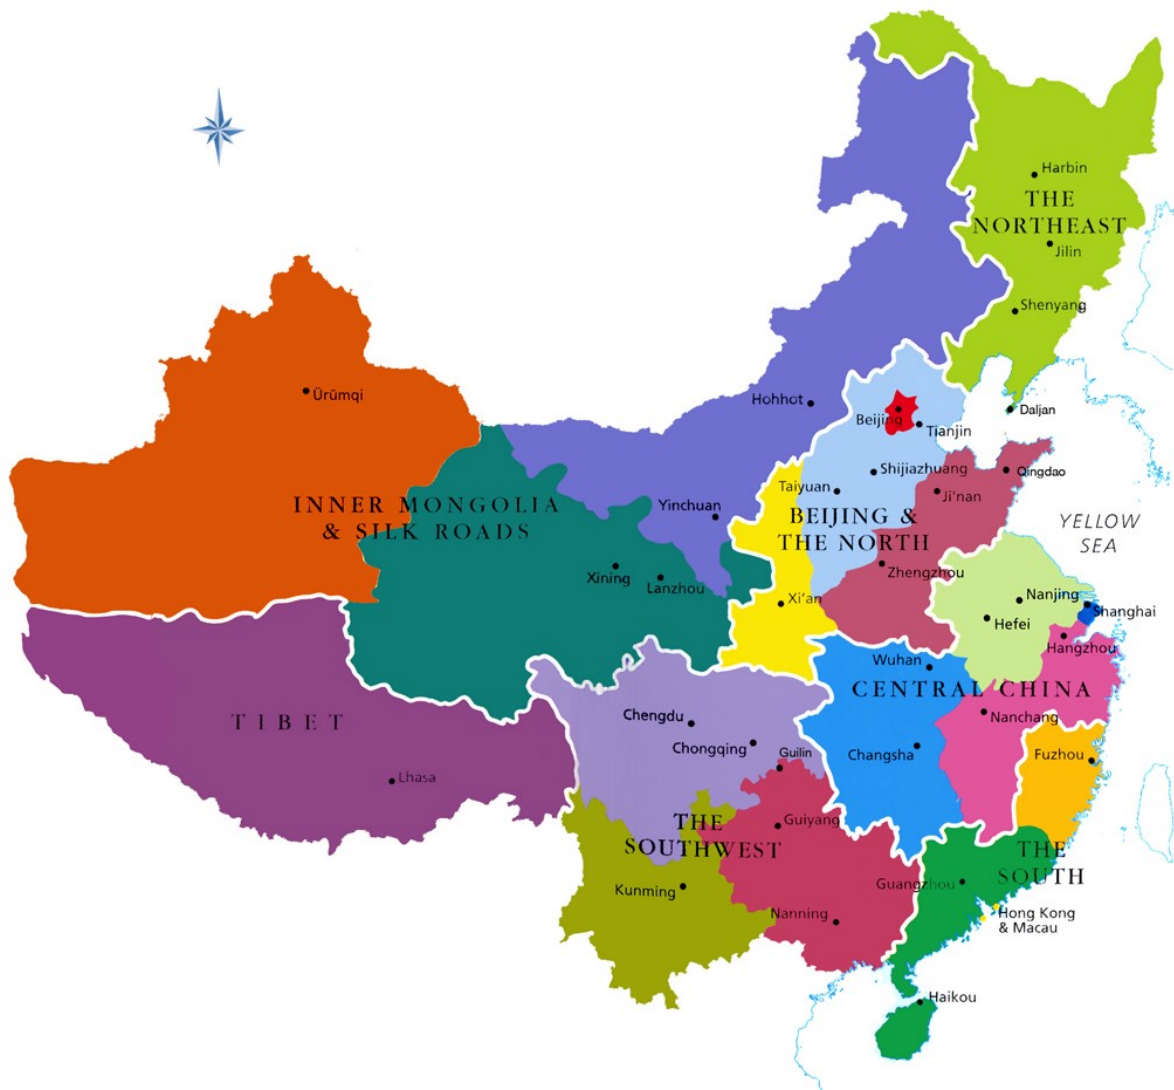 Harbin
THE
NORTHEAST
Jilin
Shenyang
Ürümqi
Hohhot
Beijing
Daljan
Tianjin
Shijiazhuang
Qingdao
Taiyuan
Ji'nan
INNER MONGOLIA
& SILK ROADS
Yinchuan
BEIJING &
THE NORTH
YELLOW
SEA
Xining
Lanzhou
Zhengzhou
Xi'an
Nanjing
Shanghai
Hefei
Hangzhou
Wuhan
CENTRAL CHINA
TIBET
Chengdu
Nanchang
Chongqing
Changsha
Guilin
Fuzhou
Lhasa
THE
SOUTHWEST
Guiyang
THE
SOUTH
Kunming
Guangzhou
Nanning
Hong Kong
& Macau
Haikou